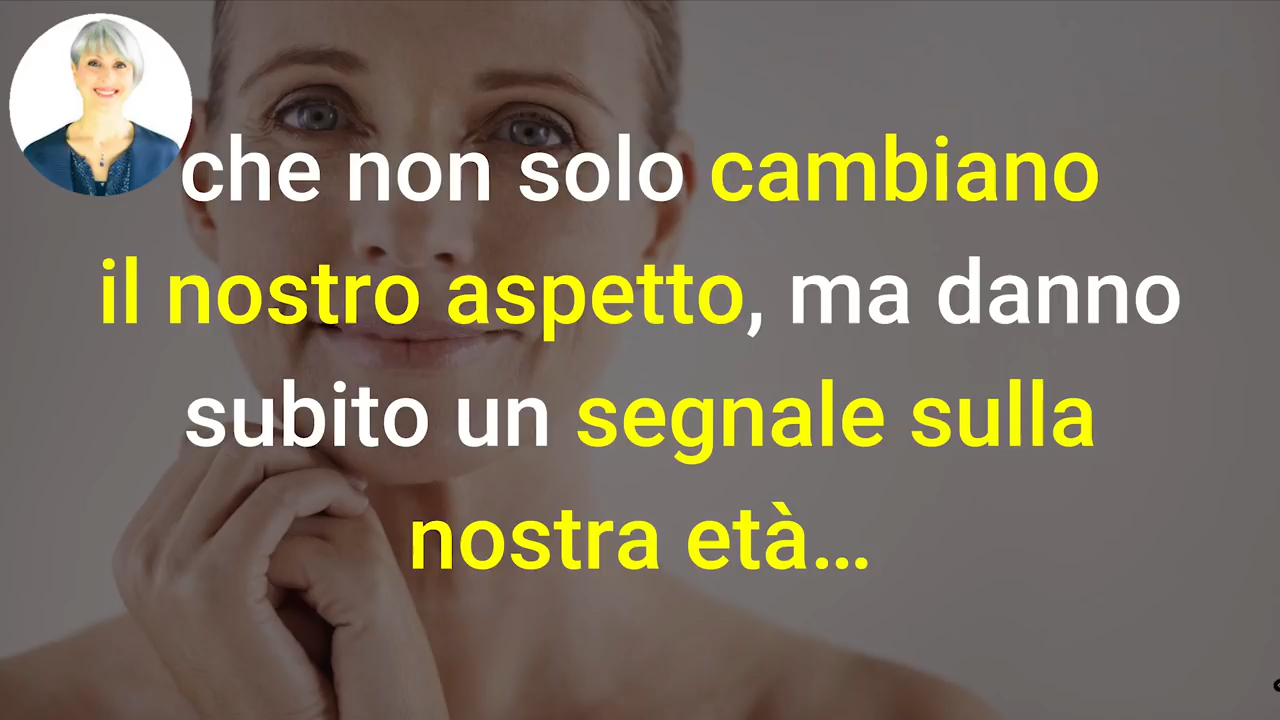 che non solo cambiano
il nostro aspetto, ma danno
subito un segnale sulla
nostra età...